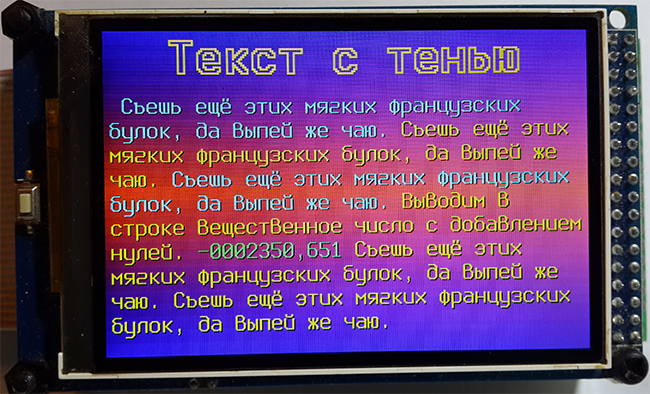 Текст с тенью
Съешь ещё этих мягких французских
булок, да Выпей же чаю. Съешь ещё этих
мягких французских булок, да Выпей же
чаю. Съешь ещё этих мягких французских
булок, да Выпей же чаю. Выводим в
строке Вещественное число с добавлением
нулей. -0002350,651 Съешь ещё этих
мягких французских булок, да Выпей же
чаю. Съешь ещё этих мягких французских
булок, да Выпей же чаю.